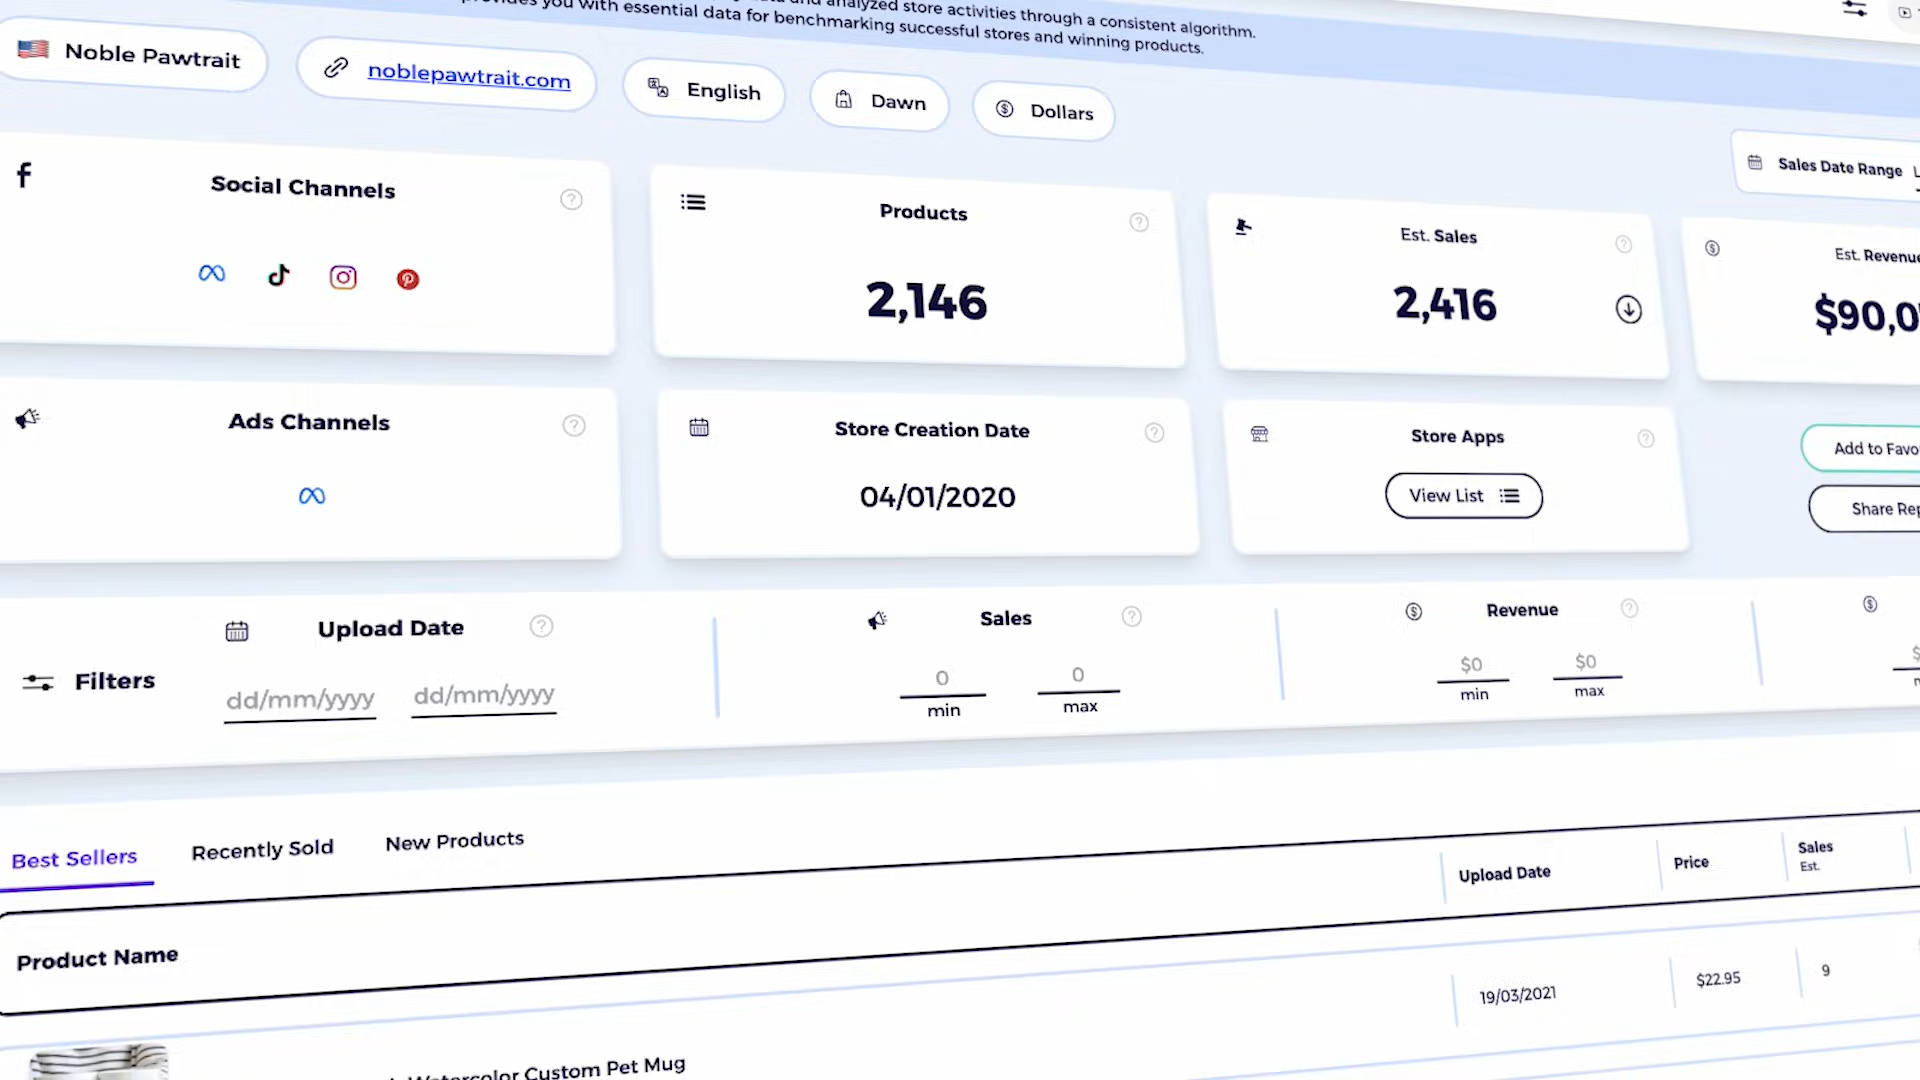 and analyzed store activities through a consistent algorithm.
you with essential data for benchmarking successful stores and winning products.
Noble Pawtrait
noblepawtrait.com
English
Dawn
Dollars
Sales Date Range
Social Channels
Products
2,146
Est. Sales
2,416
Est. Revenue
$90,0
Ads Channels
Store Creation Date
04/01/2020
Store Apps
View List
Add to Favo
Share Rep
Filters
Upload Date
dd/mm/yyyy dd/mm/yyyy
Sales
0 0
min max
Revenue
$0 $0
min max
Best Sellers
Recently Sold
New Products
Product Name
Upload Date
Price
Sales
Est.
19/03/2021
$22.95
9
Watercolor Custom Pet Mug